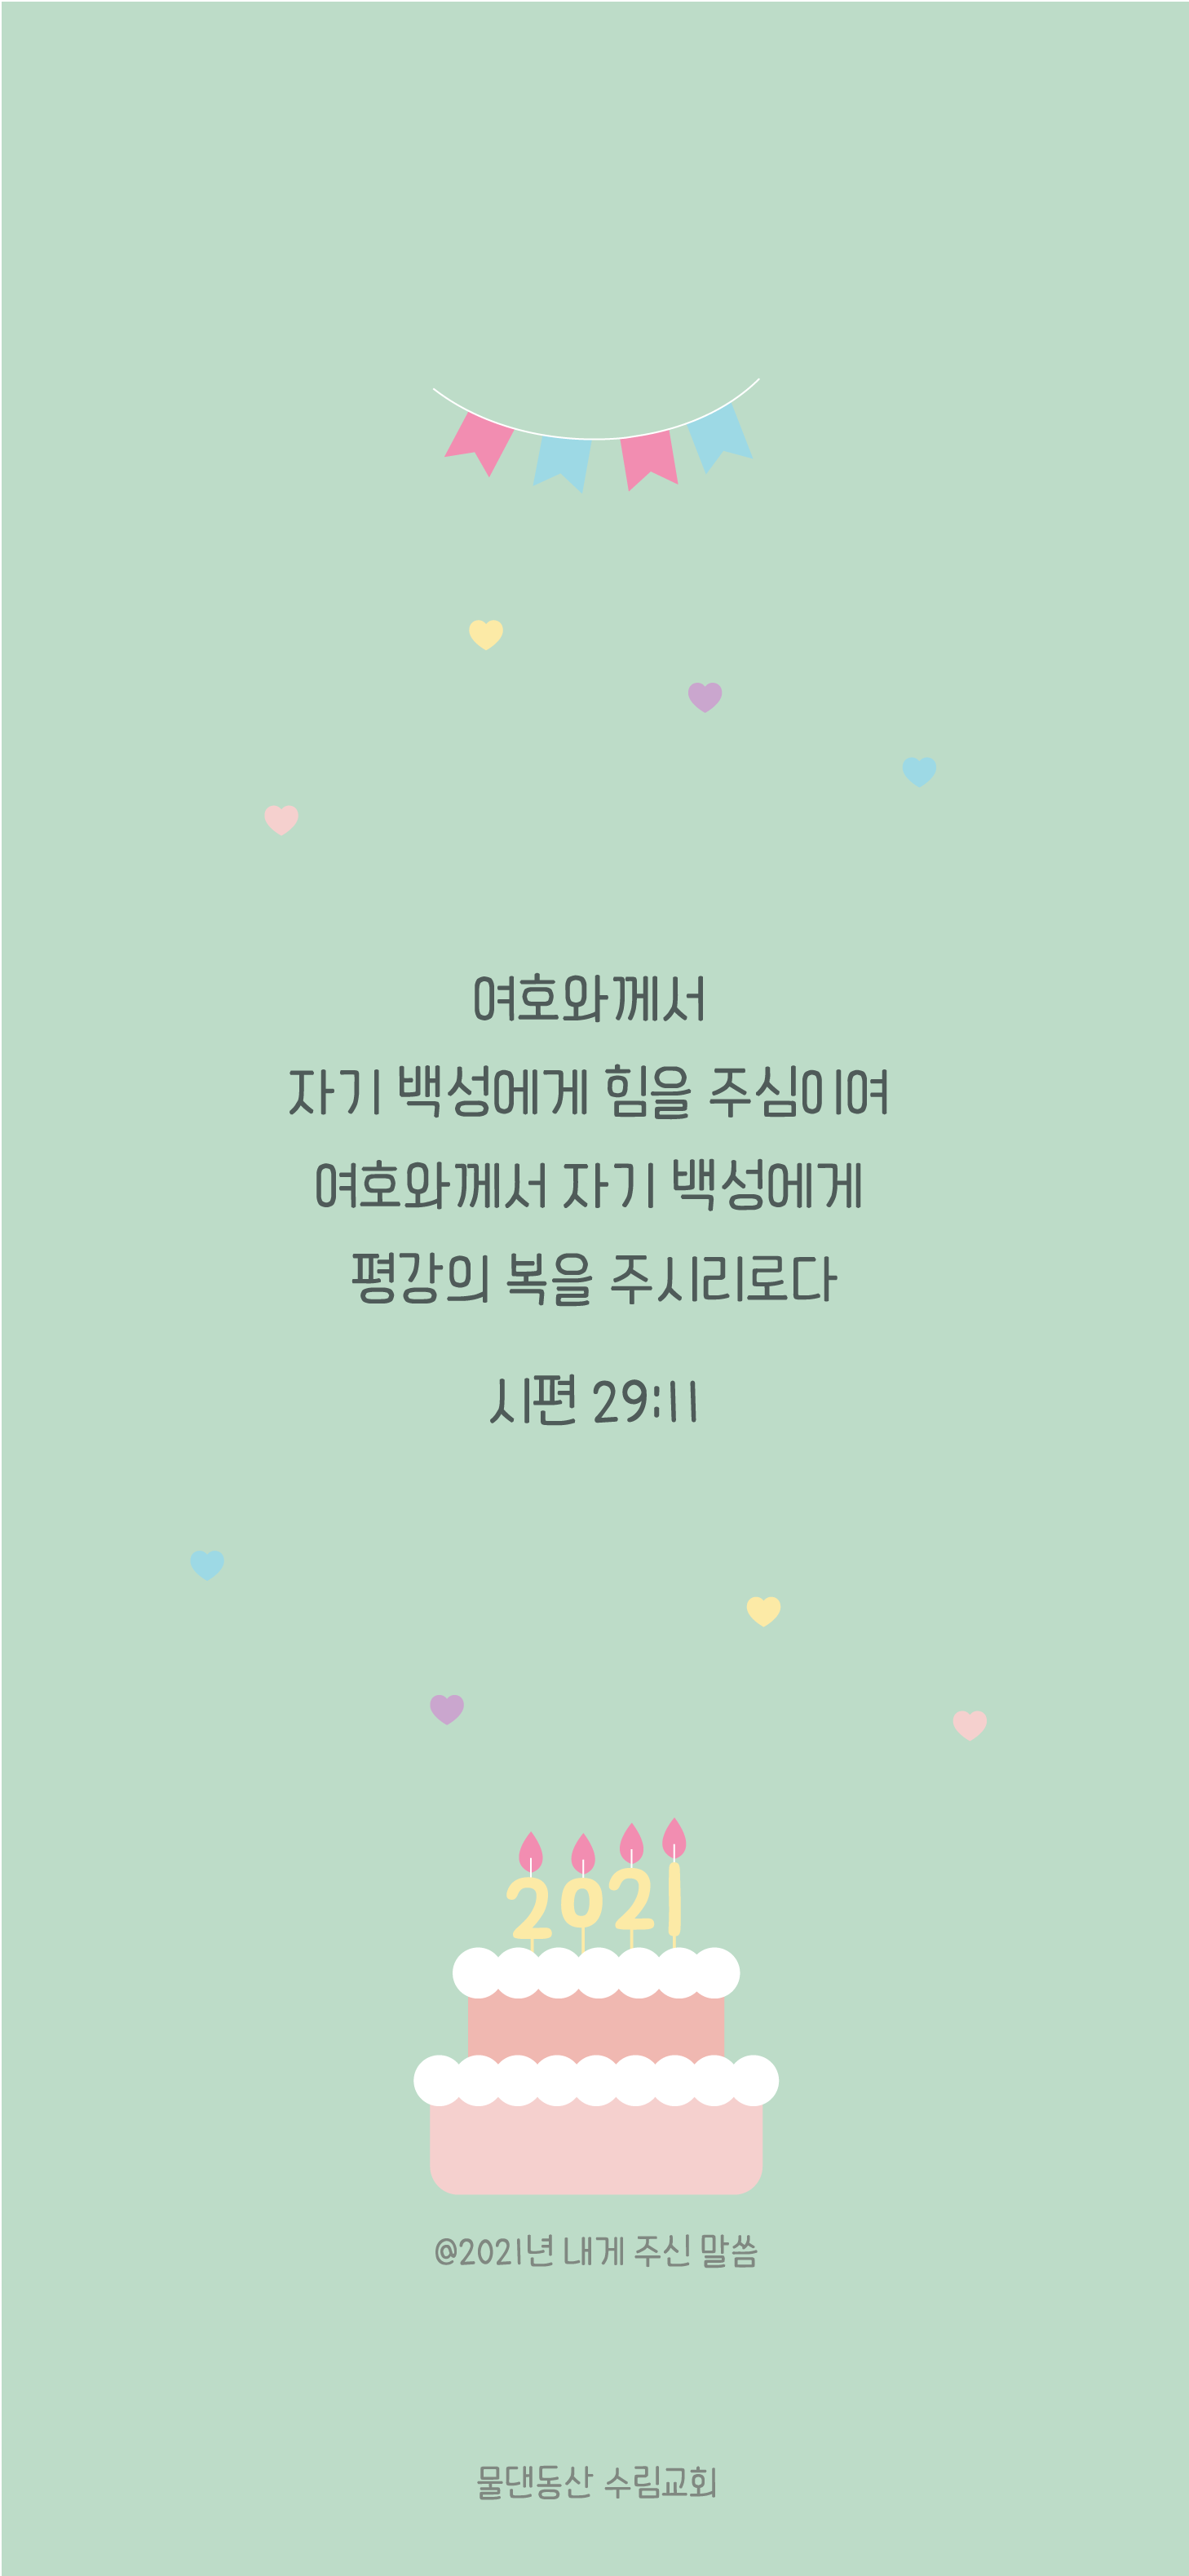 여호와께서
자기 백성에게 힘을 주심이여
여호와께서 자기 백성에게
평강의 복을 주시리로다
시편 29:11
2021
@2021년 내게 주신 말씀
물댄동산 수림교회